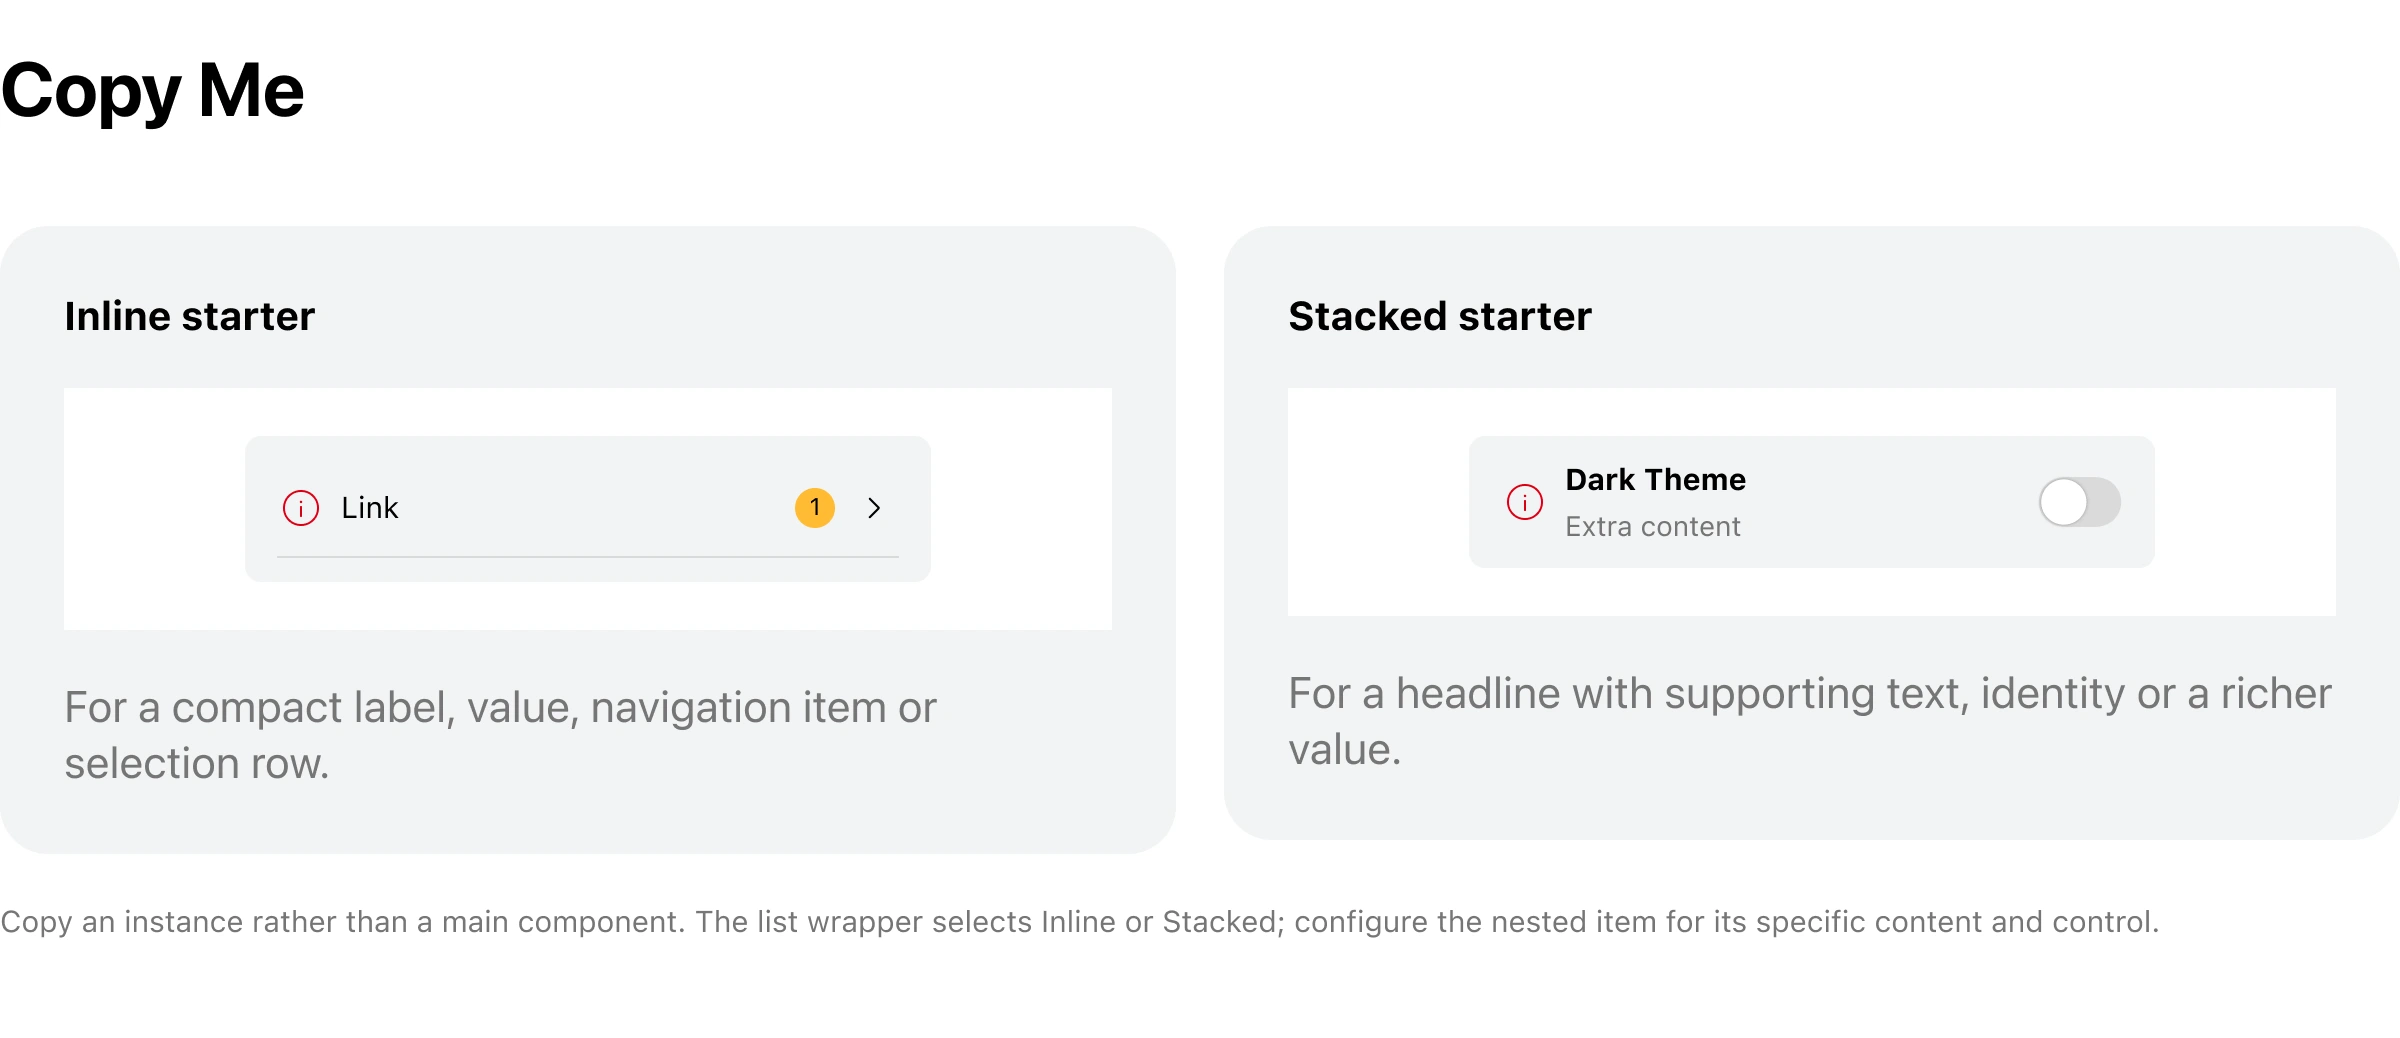 Copy Me
Inline starter
Link
1
For a compact label, value, navigation item or
selection row.
Stacked starter
Dark Theme
Extra content
For a headline with supporting text, identity or a richer
value.
Copy an instance rather than a main component. The list wrapper selects Inline or Stacked; configure the nested item for its specific content and control.